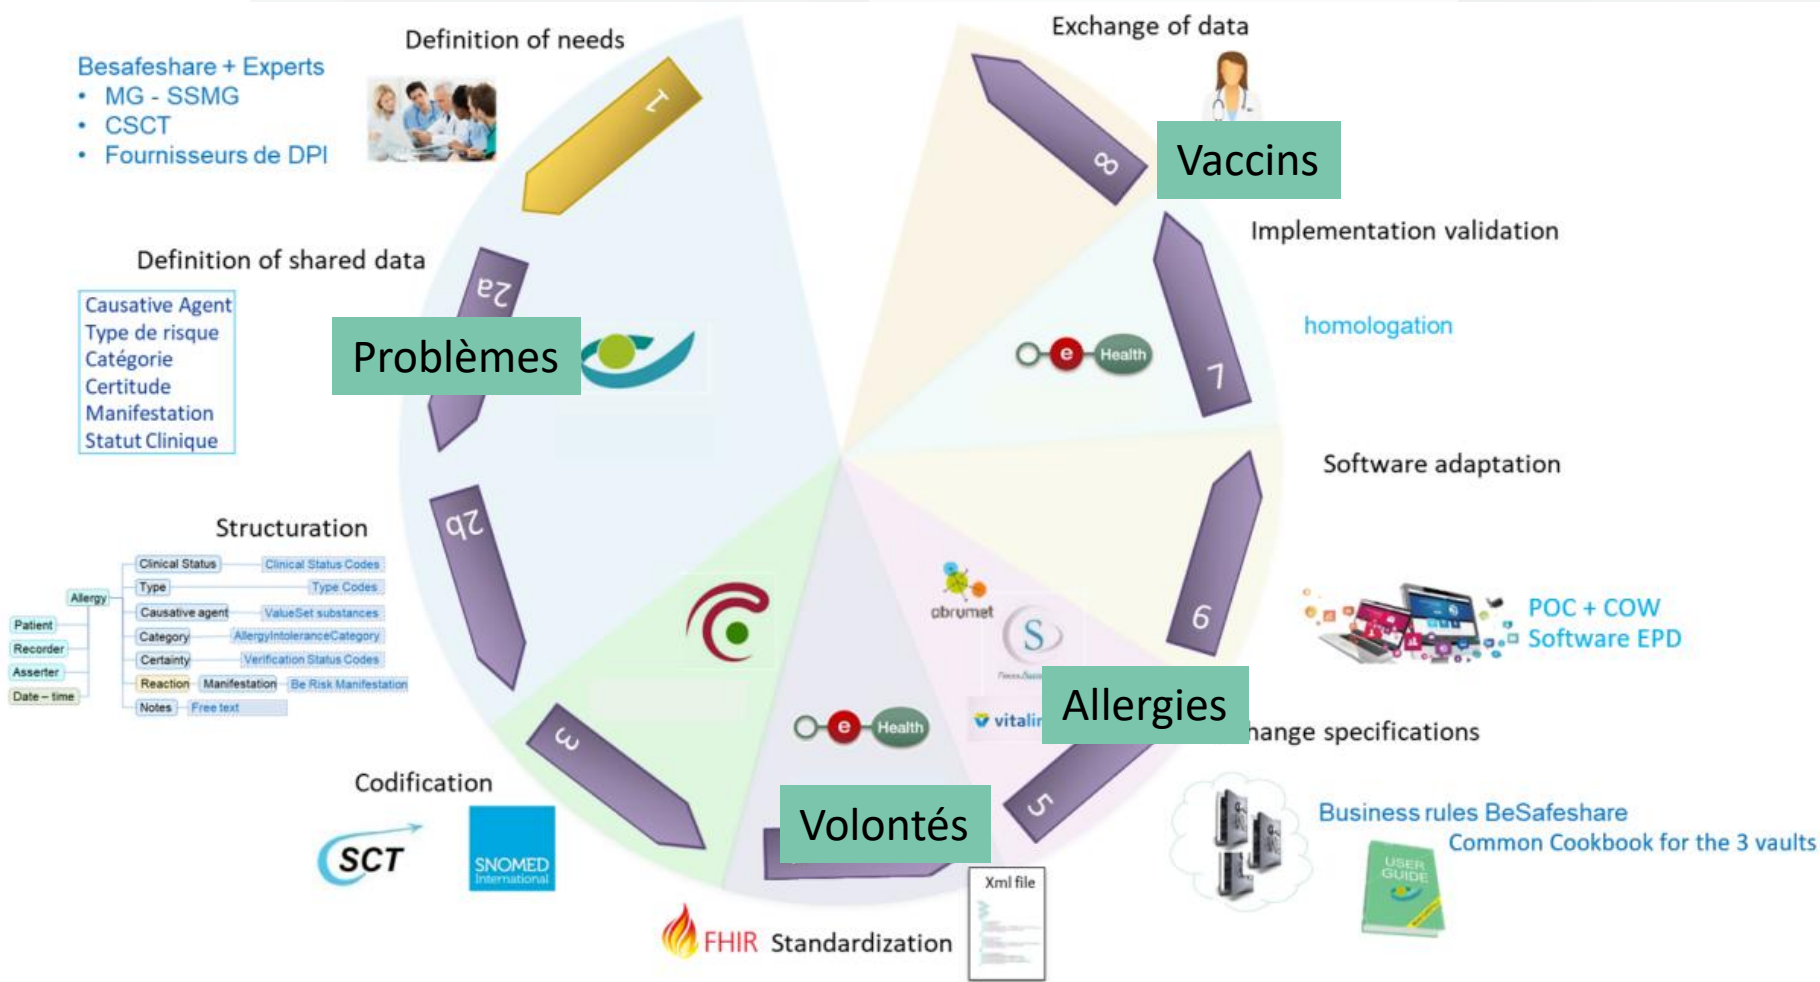 Definition of needs
Besafeshare + Experts
• MG - SSMG
• CSCT
• Fournisseurs de DPI
1
Definition of shared data
2a
Causative Agent
Type de risque
Catégorie
Certitude
Manifestation
Statut Clinique
Problèmes
2b
Structuration
Patient
Recorder
Asserter
Date – time
Allergy
Clinical Status
Clinical Status Codes
Type
Type Codes
Causative agent
ValueSet substances
Category
AllergyIntoleranceCategory
Certainty
Verification Status Codes
Reaction
Manifestation
Be Risk Manifestation
Notes
Free text
3
Codification
SCT
SNOMED
International
e Health
Volontés
FHIR Standardization
Xml file
abrumet
S
vitalin
Allergies
5
hange specifications
Business rules BeSafeshare
Common Cookbook for the 3 vaults
USER
GUIDE
6
Software adaptation
POC + COW
Software EPD
7
e Health
Implementation validation
homologation
8
Vaccins
Exchange of data